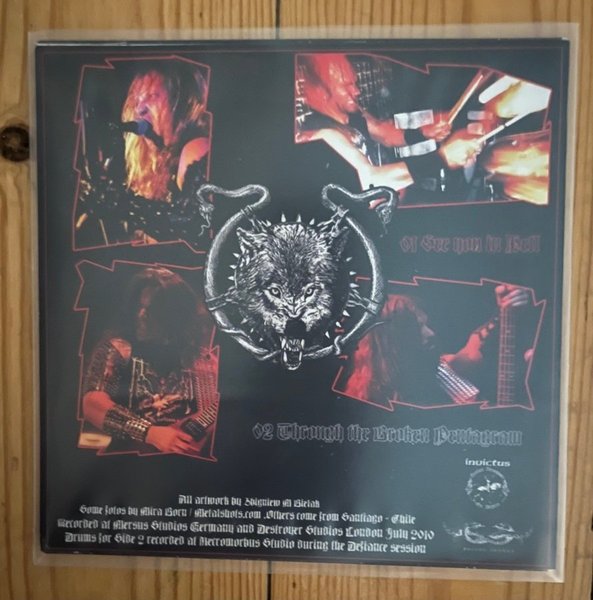 01 See you in Hell
02 Through the Broken Pentagram
invictus
All artwork by Zbigniew M Bielak
Some fotos by Mira Born / Metalshots.com ,Others come from Santiago - Chile
Recorded at Mersus Studios Germany and Destroyer Studios London July 2010
Drums for Side 2 recorded at Necromorbus Studio during the Defiance session